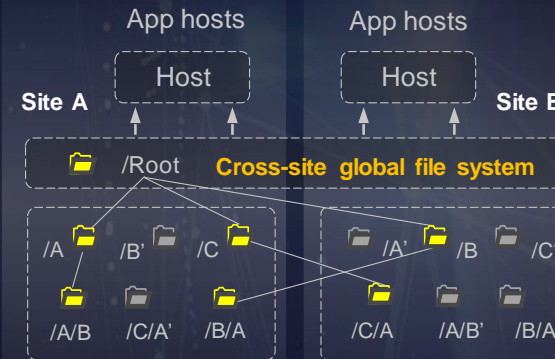 App hosts App hosts
Host Host
Site A Site B
/Root Cross-site global file system
/A /B' /C /A' /B /C'
/A/B /C/A' /B/A /C/A /A/B' /B/A